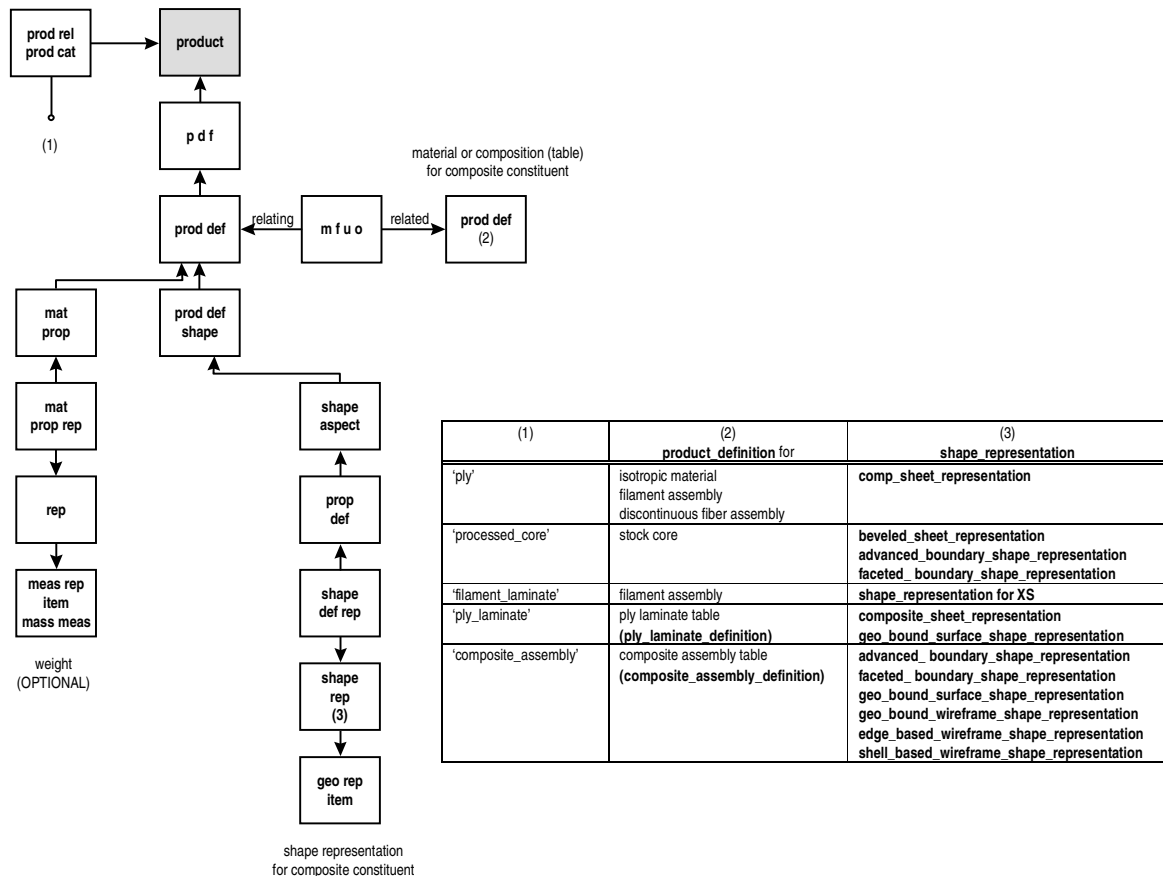 prod rel
prod cat
product
(1)
p d f
material or composition (table)
for composite constituent
prod def
relating
m f u o
related
prod def
(2)
mat
prop
prod def
shape
mat
prop rep
shape
aspect
rep
prop
def
meas rep
item
mass meas
shape
def rep
weight
(OPTIONAL)
shape
rep
(3)
geo rep
item
shape representation
for composite constituent
(1) (2) (3)
product_definition for shape_representation
‘ply’ isotropic material comp_sheet_representation
filament assembly
discontinuous fiber assembly
‘processed_core’ stock core beveled_sheet_representation
advanced_boundary_shape_representation
faceted_ boundary_shape_representation
‘filament_laminate’ filament assembly shape_representation for XS
‘ply_laminate’ ply laminate table composite_sheet_representation
(ply_laminate_definition) geo_bound_surface_shape_representation
‘composite_assembly’ composite assembly table advanced_ boundary_shape_representation
(composite_assembly_definition) faceted_ boundary_shape_representation
geo_bound_surface_shape_representation
geo_bound_wireframe_shape_representation
edge_based_wireframe_shape_representation
shell_based_wireframe_shape_representation